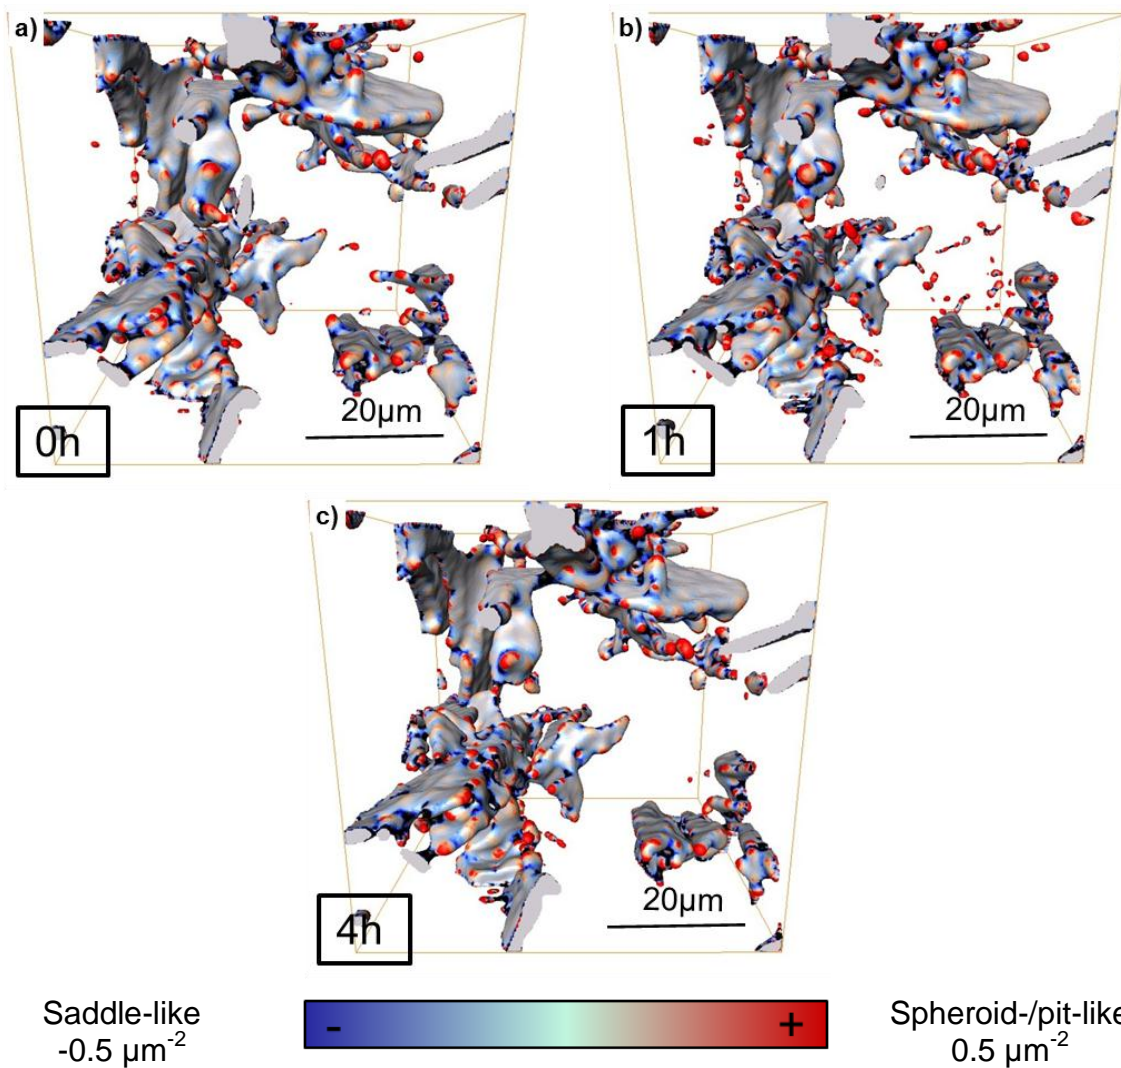 a)
b)
20µm
0h
20µm
1h
c)
20µm
4h
Saddle-like
-0.5 µm-2
-
+
Spheroid-/pit-like
0.5 µm-2